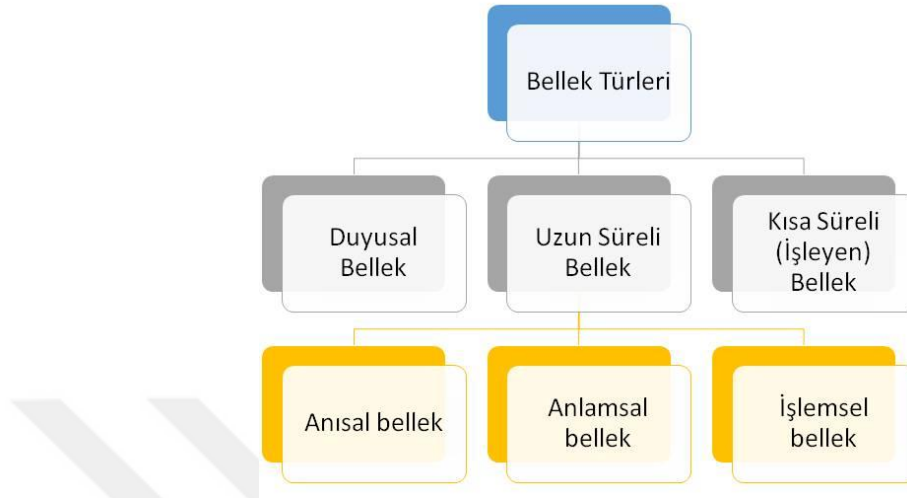 Bellek Türleri
Duyusal
Bellek
Uzun Süreli
Bellek
Kısa Süreli
(İşleyen)
Bellek
Anısal bellek
Anlamsal
bellek
İşlemsel
bellek